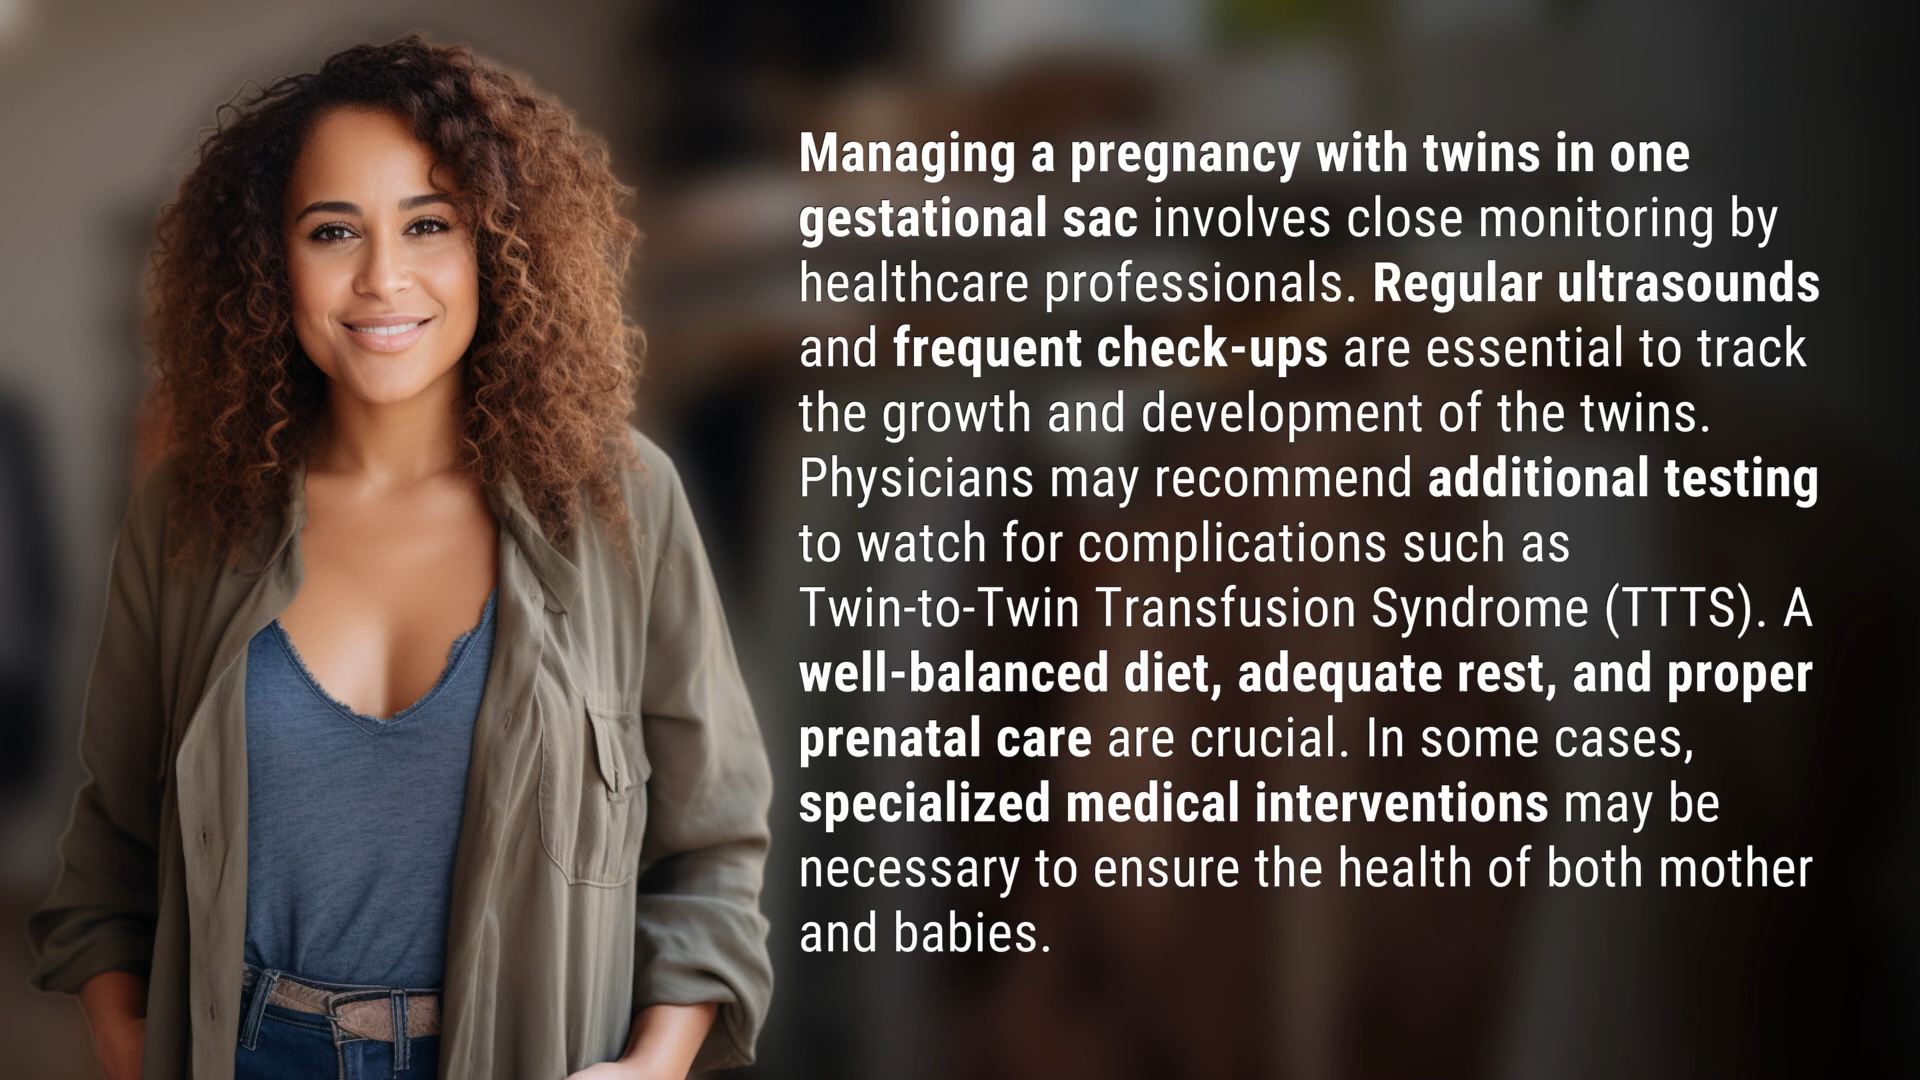 Managing a pregnancy with twins in one
gestational sac involves close monitoring by
healthcare professionals. Regular ultrasounds
and frequent check-ups are essential to track
the growth and development of the twins.
Physicians may recommend additional testing
to watch for complications such as
Twin-to-Twin Transfusion Syndrome (TTTS). A
well-balanced diet, adequate rest, and proper
prenatal care are crucial. In some cases,
specialized medical interventions may be
necessary to ensure the health of both mother
and babies.